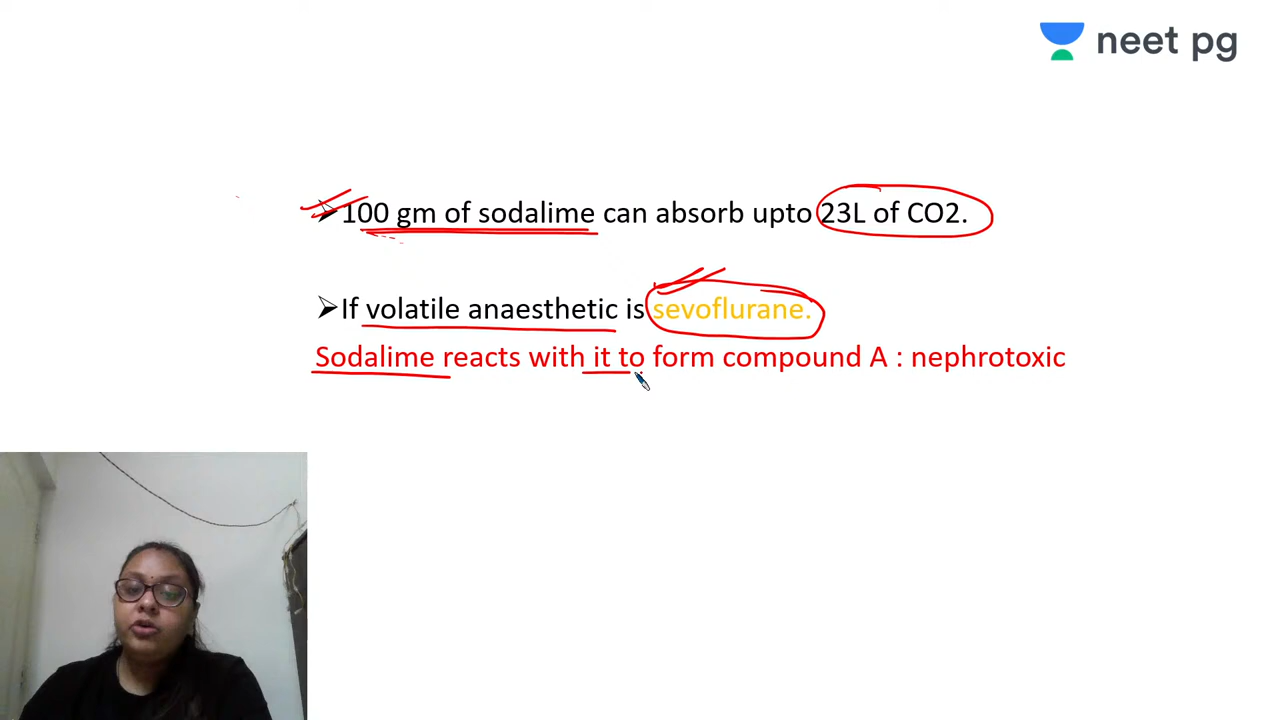 neet pg
➢100 gm of sodalime can absorb upto 23L of CO2.
➢If volatile anaesthetic is sevoflurane.
Sodalime reacts with it to form compound A : nephrotoxic